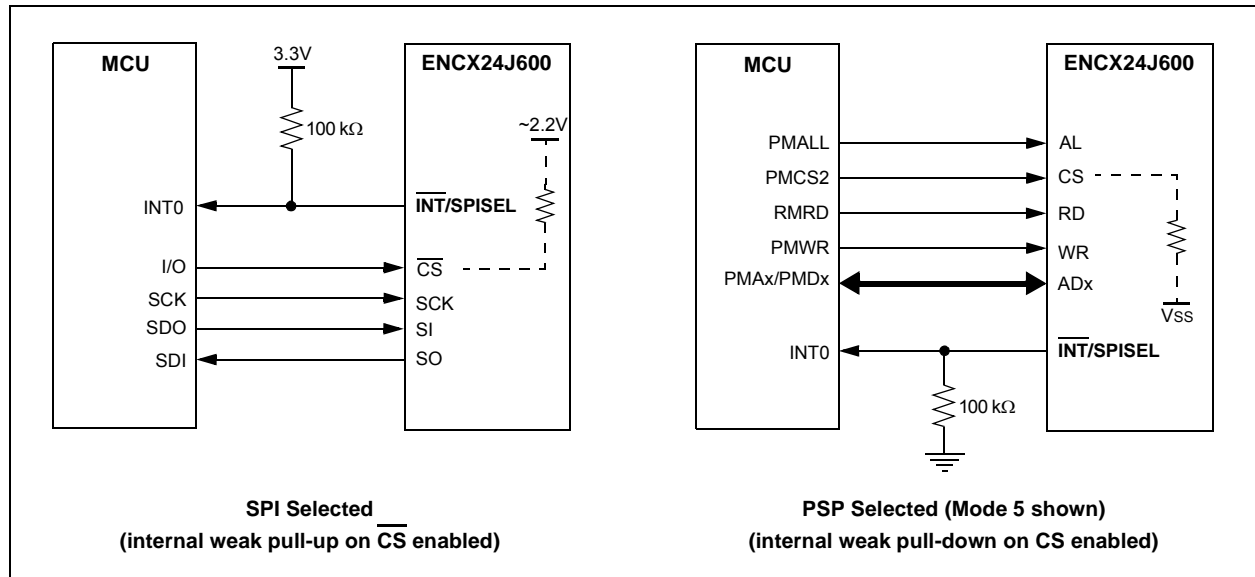 MCU
3.3V
100 kΩ
ENCX24J600
~2.2V
INT0
INT/SPISEL
I/O
CS
SCK
SCK
SDO
SI
SDI
SO
SPI Selected
(internal weak pull-up on CS enabled)
MCU
ENCX24J600
PMALL
AL
PMCS2
CS
RMRD
RD
PMWR
WR
PMAx/PMDx
ADx
VSS
INT0
INT/SPISEL
100 kΩ
PSP Selected (Mode 5 shown)
(internal weak pull-down on CS enabled)